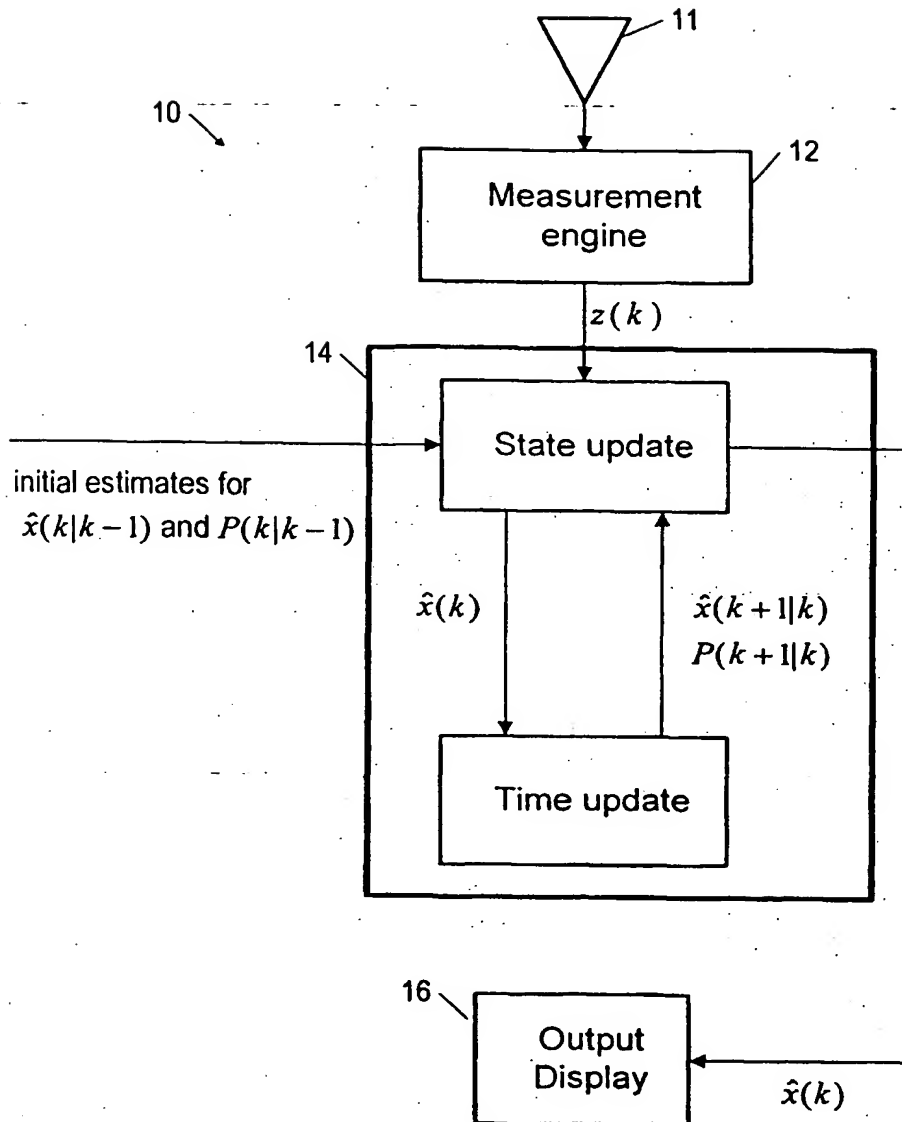 11
10
12
Measurement
engine
z(k)
14
State update
initial estimates for
x̂(k|k − 1) and P(k|k − 1)
x̂(k)
x̂(k + 1|k)
P(k + 1|k)
Time update
16
Output
Display
x̂(k)